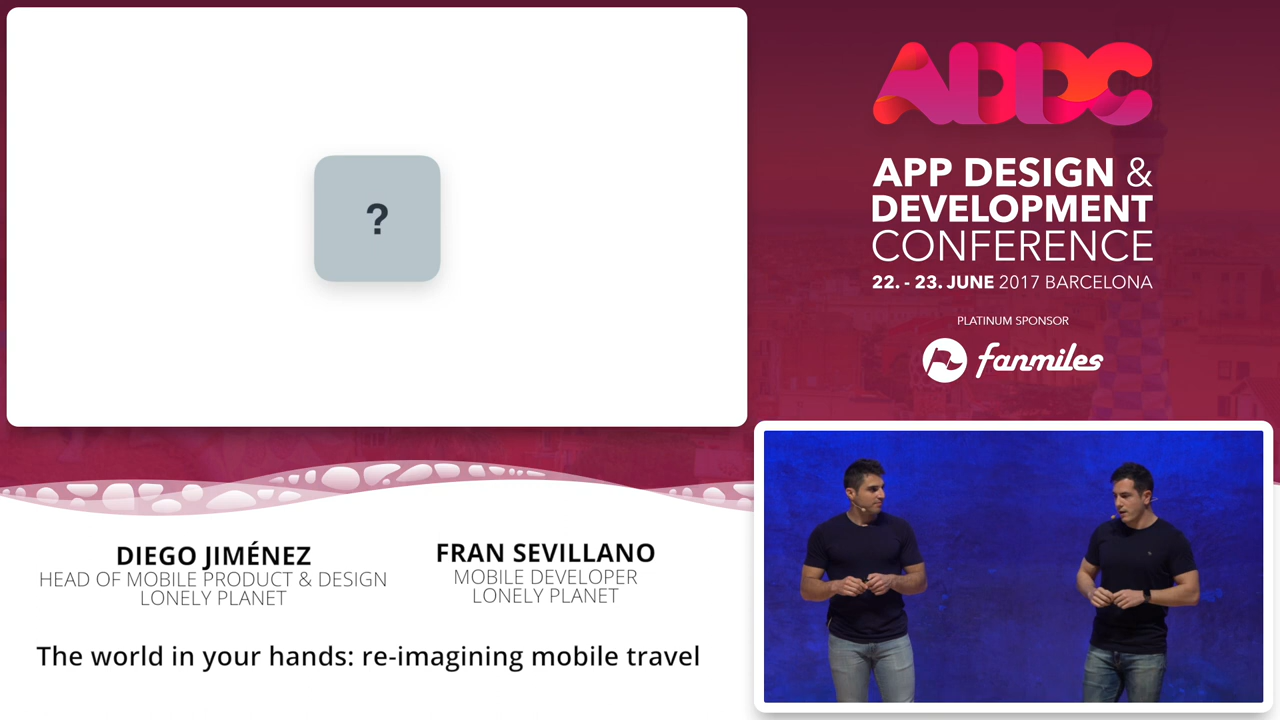 ?
ADDC
APP DESIGN &
DEVELOPMENT
CONFERENCE
22. - 23. JUNE 2017 BARCELONA
PLATINUM SPONSOR
fanmiles
DIEGO JIMÉNEZ
HEAD OF MOBILE PRODUCT & DESIGN
LONELY PLANET
FRAN SEVILLANO
MOBILE DEVELOPER
LONELY PLANET
The world in your hands: re-imagining mobile travel